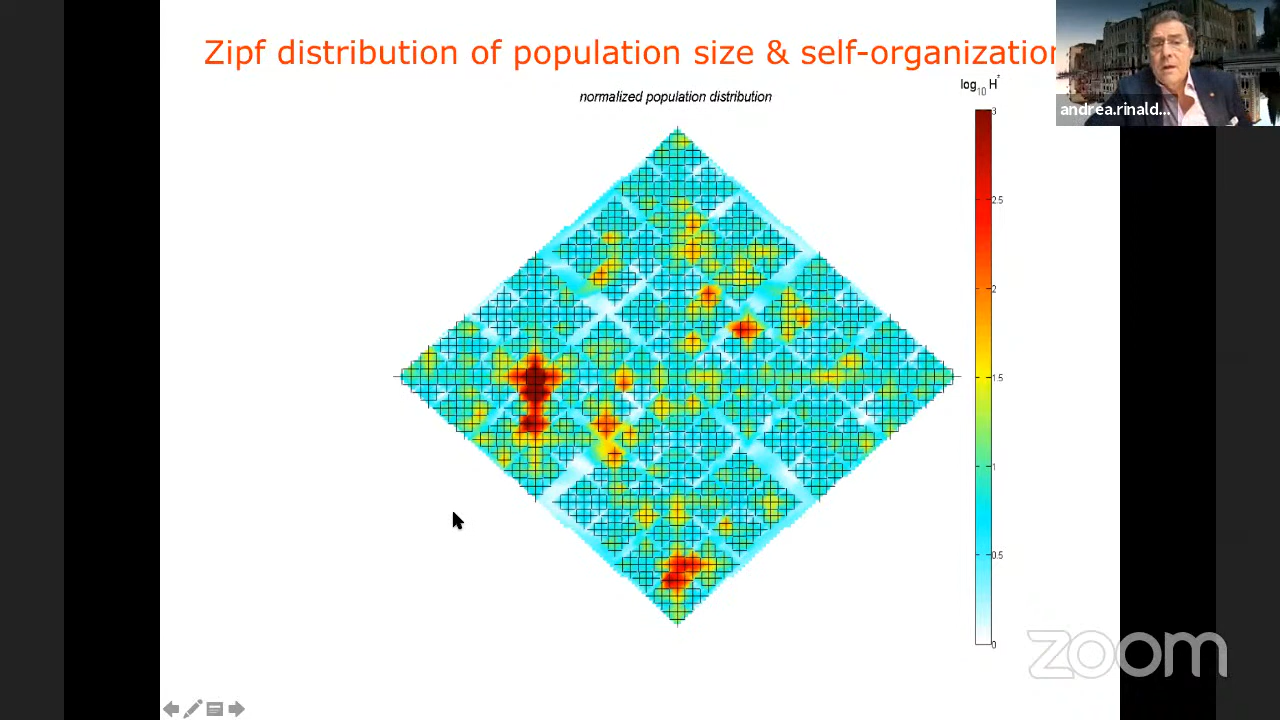 Zipf distribution of population size & self-organization
normalized population distribution
log10 H
3
2.5
2
1.5
1
0.5
0
andrea.rinald...
zoom